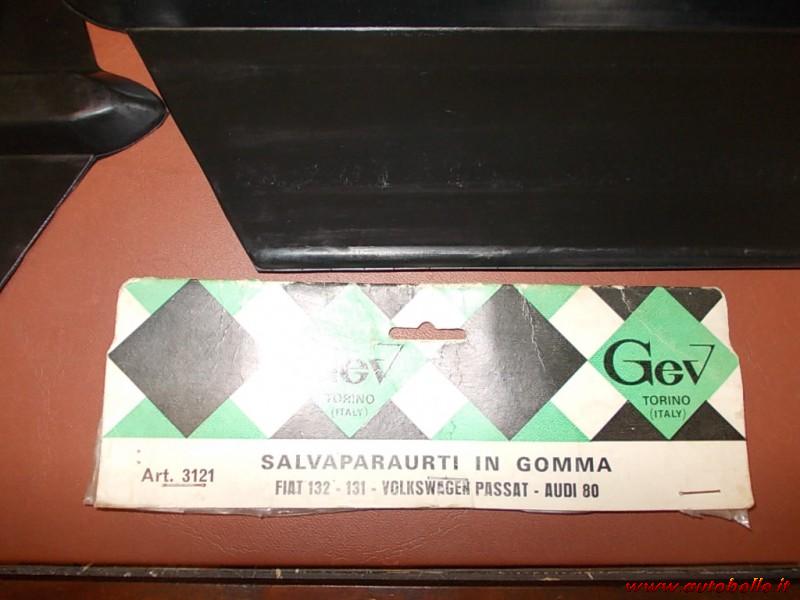 Gev
TORINO
(ITALY)
Gev
TORINO
(ITALY)
Art. 3121
SALVAPARAURTI IN GOMMA
FIAT 132 - 131 - VOLKSWAGEN PASSAT - AUDI 80
www.autobelle.it